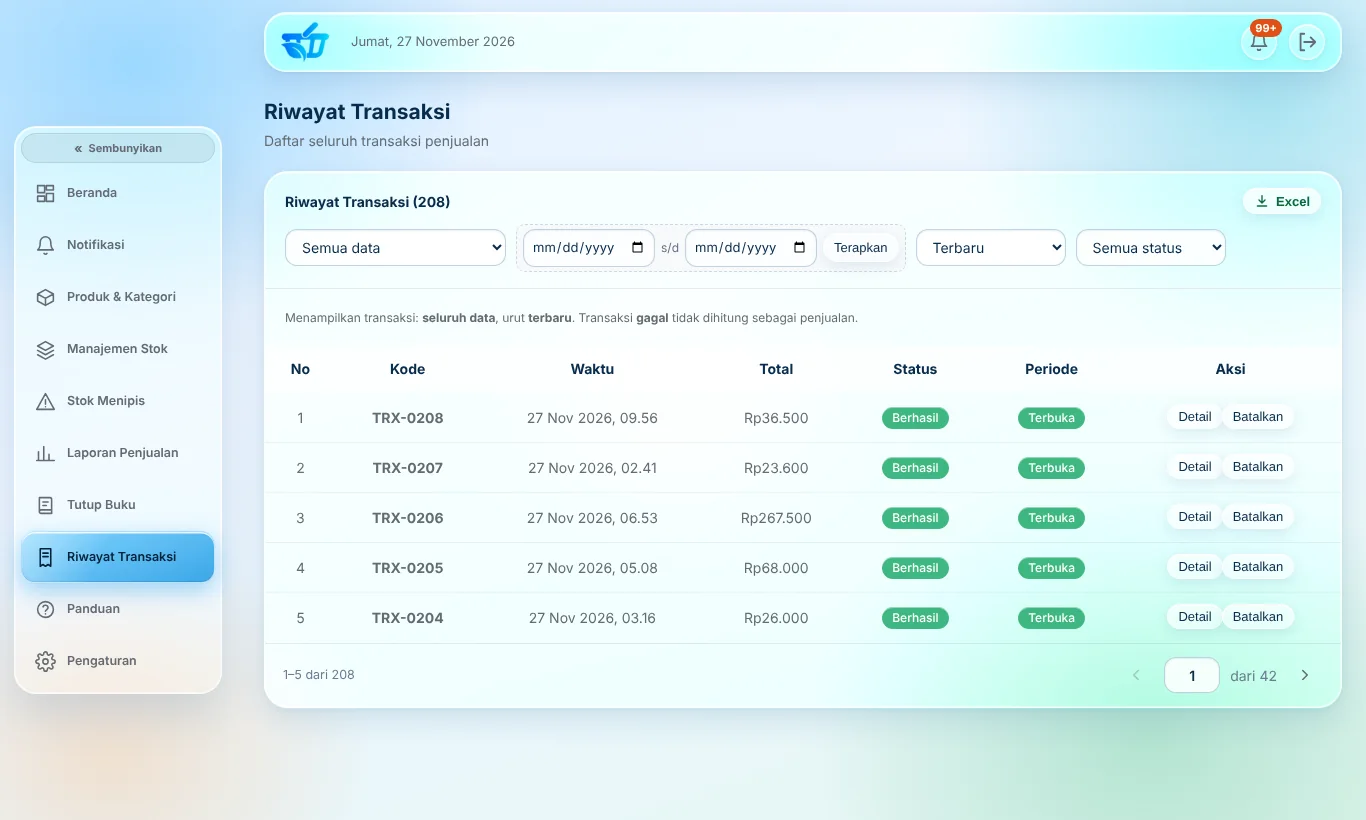 Jumat, 27 November 2026
99+
Riwayat Transaksi
Daftar seluruh transaksi penjualan
« Sembunyikan
Beranda
Notifikasi
Produk & Kategori
Manajemen Stok
Stok Menipis
Laporan Penjualan
Tutup Buku
Riwayat Transaksi
Panduan
Pengaturan
Riwayat Transaksi (208)
Excel
Semua data mm/dd/yyyy s/d mm/dd/yyyy Terapkan Terbaru Semua status
Menampilkan transaksi: seluruh data, urut terbaru. Transaksi gagal tidak dihitung sebagai penjualan.
No Kode Waktu Total Status Periode Aksi
1 TRX-0208 27 Nov 2026, 09.56 Rp36.500 Berhasil Terbuka Detail Batalkan
2 TRX-0207 27 Nov 2026, 02.41 Rp23.600 Berhasil Terbuka Detail Batalkan
3 TRX-0206 27 Nov 2026, 06.53 Rp267.500 Berhasil Terbuka Detail Batalkan
4 TRX-0205 27 Nov 2026, 05.08 Rp68.000 Berhasil Terbuka Detail Batalkan
5 TRX-0204 27 Nov 2026, 03.16 Rp26.000 Berhasil Terbuka Detail Batalkan
1–5 dari 208
1 dari 42